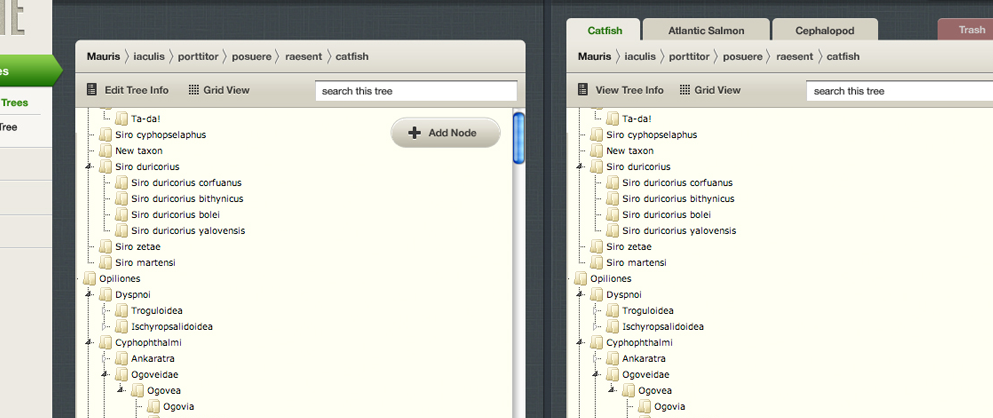 es
Trees
Tree
Mauris iaculis porttitor posuere raesent catfish
Edit Tree Info Grid View search this tree
Add Node
Ta-da!
Siro cyphopselaphus
New taxon
Siro duricorius
Siro duricorius corfuanus
Siro duricorius bithynicus
Siro duricorius bolei
Siro duricorius yalovensis
Siro zetae
Siro martensi
Opiliones
Dyspnoi
Troguloidea
Ischyropsalidoidea
Cyphophthalmi
Ankaratra
Ogoveidae
Ogovea
Ogovia
Catfish Atlantic Salmon Cephalopod Trash
Mauris iaculis porttitor posuere raesent catfish
View Tree Info Grid View search this tree
Ta-da!
Siro cyphopselaphus
New taxon
Siro duricorius
Siro duricorius corfuanus
Siro duricorius bithynicus
Siro duricorius bolei
Siro duricorius yalovensis
Siro zetae
Siro martensi
Opiliones
Dyspnoi
Troguloidea
Ischyropsalidoidea
Cyphophthalmi
Ankaratra
Ogoveidae
Ogovea
Ogovia